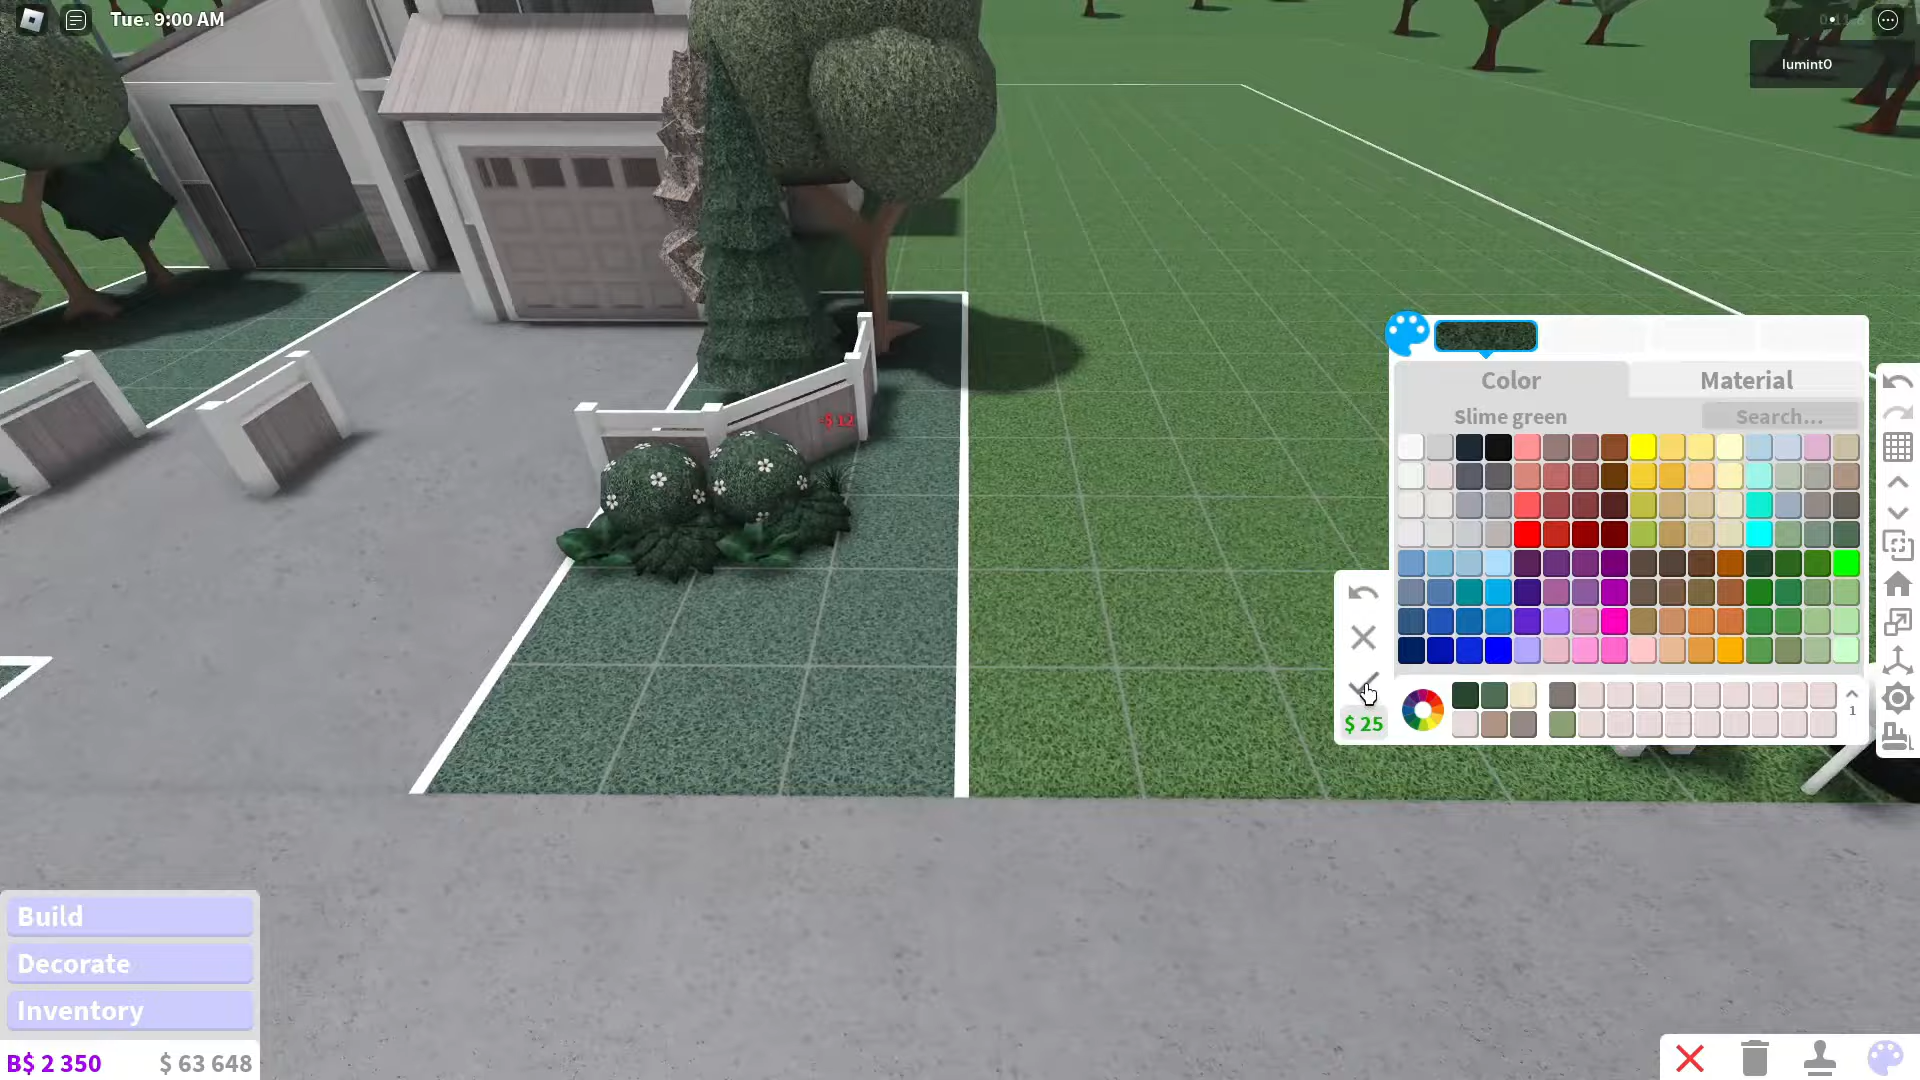 Tue. 9:00 AM
lumint0
-$ 12
Color
Material
Slime green
Search...
$ 25
1
Build
Decorate
Inventory
B$ 2 350
$ 63 648